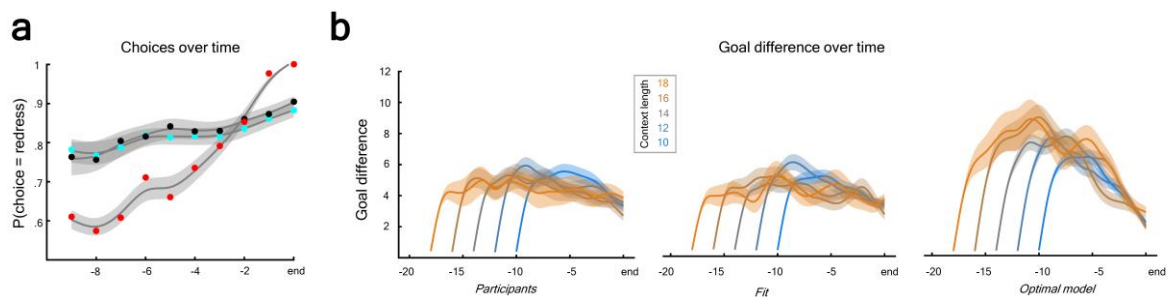 a
Choices over time
P(choice = redress)
1
.9
.8
.7
.6
-8
-6
-4
-2
end
b
Goal difference over time
Goal difference
12
10
8
6
4
2
Context length
18
16
14
12
10
-20
-15
-10
-5
end
Participants
-20
-15
-10
-5
end
Fit
-20
-15
-10
-5
end
Optimal model